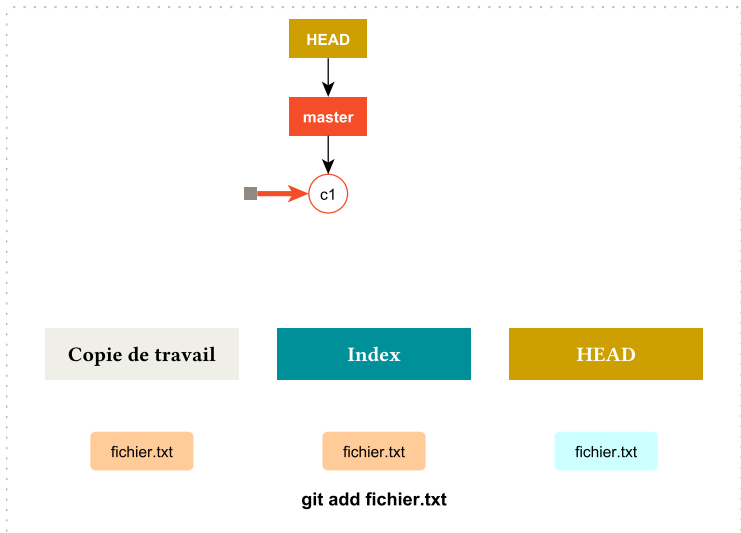 HEAD
master
c1
Copie de travail
Index
HEAD
fichier.txt
fichier.txt
fichier.txt
git add fichier.txt